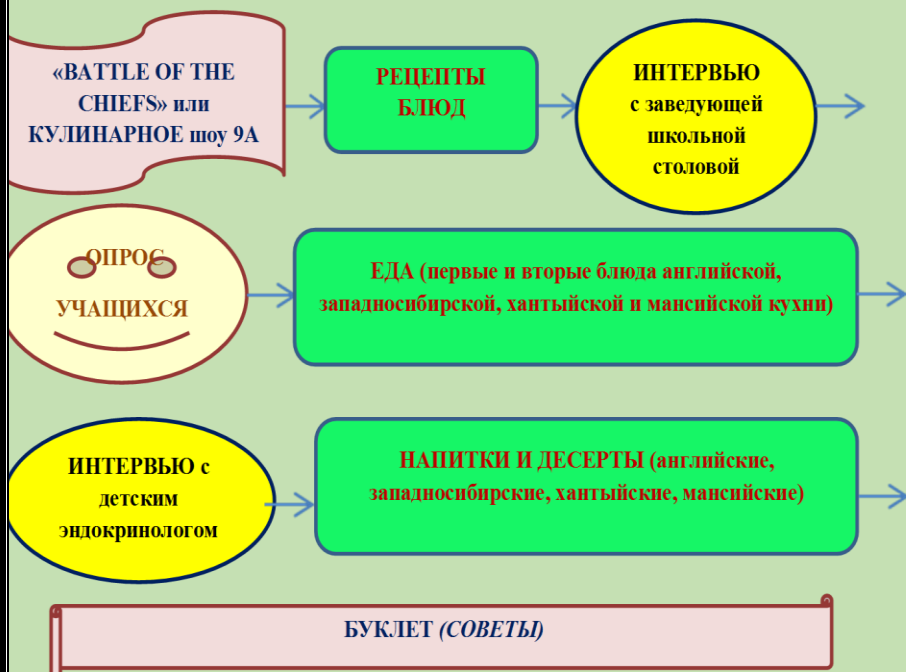 «BATTLE OF THE
CHIEFS» или
КУЛИНАРНОЕ шоу 9А
РЕЦЕПТЫ
БЛЮД
ИНТЕРВЬЮ
с заведующей
школьной
столовой
ОПРОС
УЧАЩИХСЯ
ЕДА (первые и вторые блюда английской,
западносибирской, хантыйской и мансийской кухни)
ИНТЕРВЬЮ с
детским
эндокринологом
НАПИТКИ И ДЕСЕРТЫ (английские,
западносибирские, хантыйские, мансийские)
БУКЛЕТ (СОВЕТЫ)